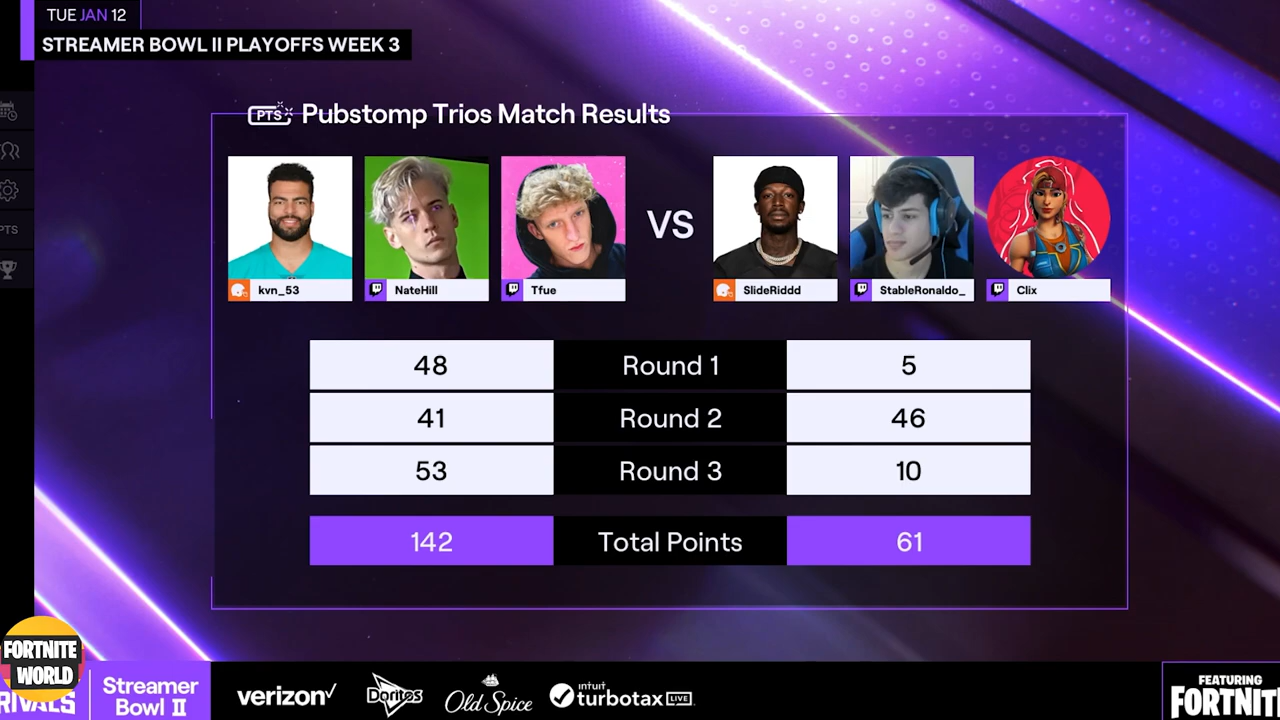 TUE JAN 12
STREAMER BOWL II PLAYOFFS WEEK 3
PTS
PTS Pubstomp Trios Match Results
VS
kvn_53 NateHill Tfue SlideRiddd StableRonaldo_ Clix
48 Round 1 5
41 Round 2 46
53 Round 3 10
142 Total Points 61
FORTNITE
WORLD
RIVALS
Streamer
Bowl II
verizon✓
Doritos
Old Spice
intuit
turbotax LIVE
FEATURING
FORTNIT